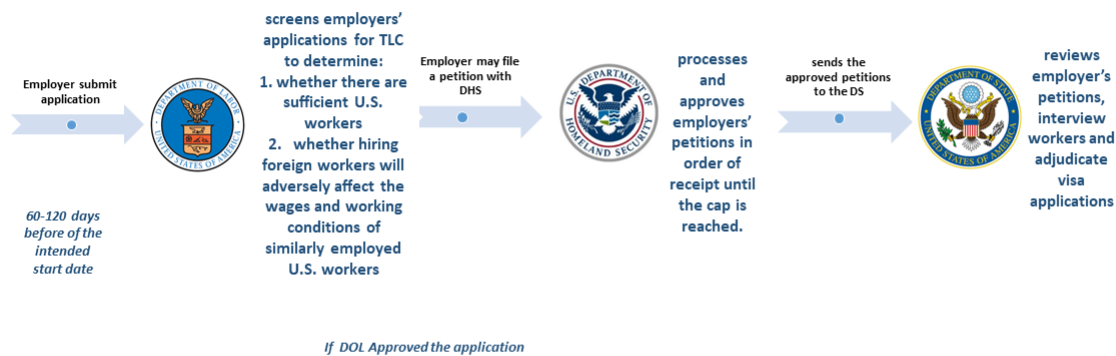 Employer submit
application
60-120 days
before of the
intended
start date
DEPARTMENT OF LABOR
UNITED STATES OF AMERICA
screens employers’
applications for TLC
to determine:
1. whether there are
sufficient U.S.
workers
2. whether hiring
foreign workers will
adversely affect the
wages and working
conditions of
similarly employed
U.S. workers
If DOL Approved the application
Employer may file
a petition with
DHS
U.S. DEPARTMENT OF
HOMELAND SECURITY
processes
and
approves
employers’
petitions in
order of
receipt until
the cap is
reached.
sends the
approved petitions
to the DS
DEPARTMENT OF STATE
UNITED STATES OF AMERICA
reviews
employer’s
petitions,
interview
workers and
adjudicate
visa
applications